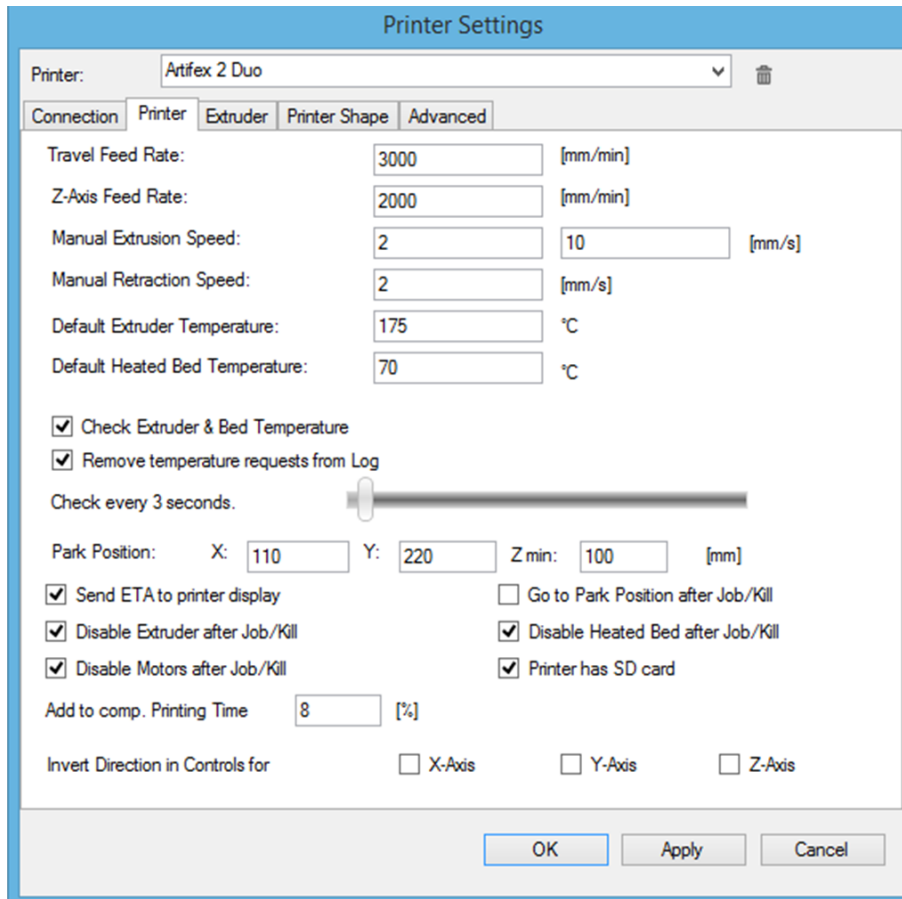 Printer Settings
Printer: Artifex 2 Duo
Connection Printer Extruder Printer Shape Advanced
Travel Feed Rate: 3000 [mm/min]
Z-Axis Feed Rate: 2000 [mm/min]
Manual Extrusion Speed: 2 10 [mm/s]
Manual Retraction Speed: 2 [mm/s]
Default Extruder Temperature: 175 °C
Default Heated Bed Temperature: 70 °C
Check Extruder & Bed Temperature
Remove temperature requests from Log
Check every 3 seconds.
Park Position: X: 110 Y: 220 Z min: 100 [mm]
Send ETA to printer display Go to Park Position after Job/Kill
Disable Extruder after Job/Kill Disable Heated Bed after Job/Kill
Disable Motors after Job/Kill Printer has SD card
Add to comp. Printing Time 8 [%]
Invert Direction in Controls for X-Axis Y-Axis Z-Axis
OK Apply Cancel